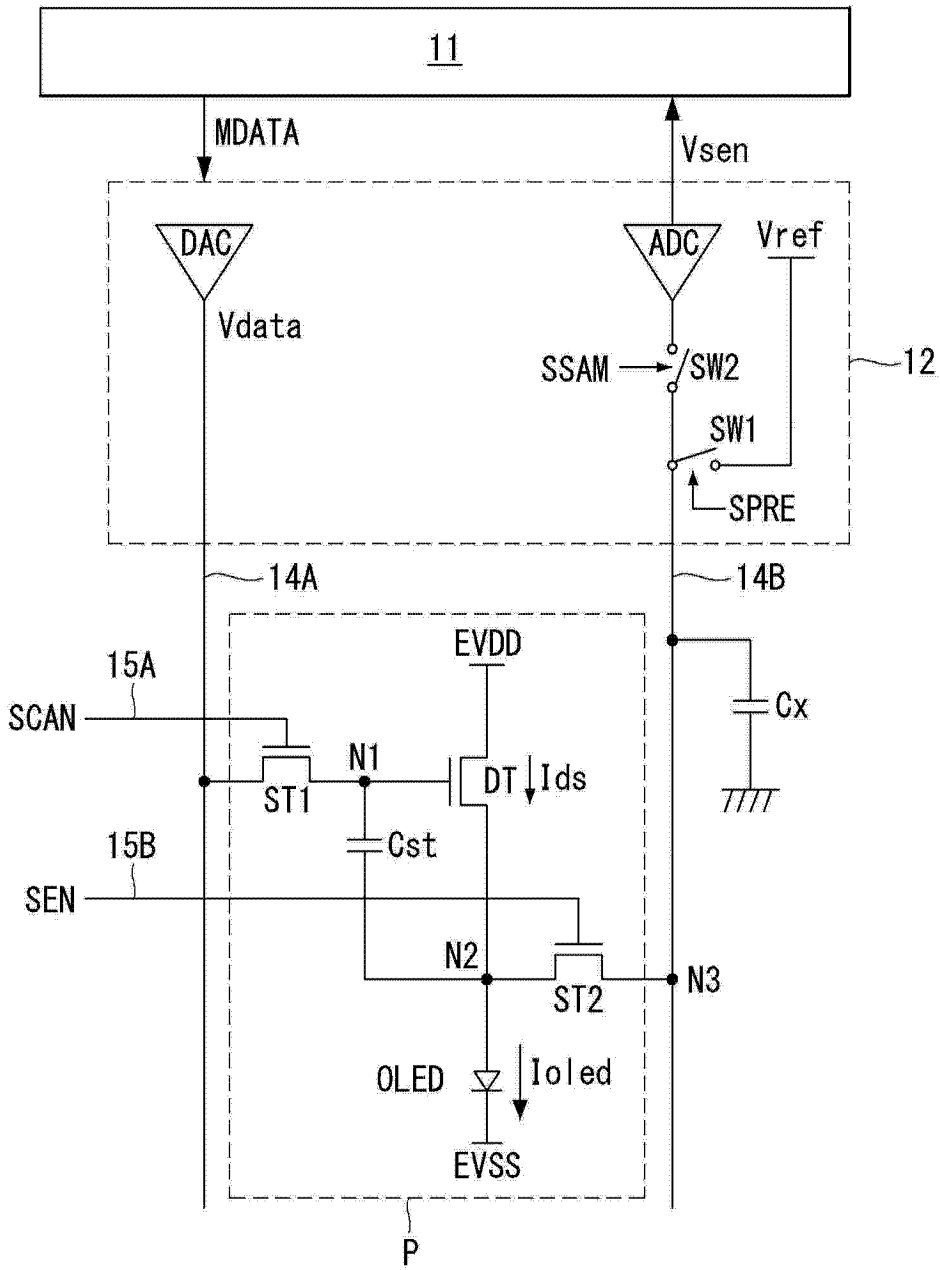 11
MDATA
Vsen
DAC
ADC
Vref
Vdata
SSAM
SW2
12
SW1
SPRE
14A
14B
EVDD
15A
SCAN
Cx
N1
DT
Ids
ST1
15B
Cst
SEN
N2
ST2
N3
OLED
Ioled
EVSS
P